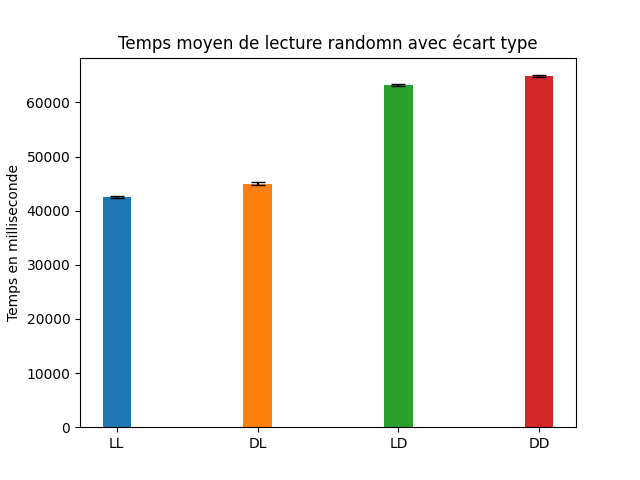 Temps moyen de lecture randomn avec écart type
Temps en milliseconde
60000
50000
40000
30000
20000
10000
0
LL DL LD DD